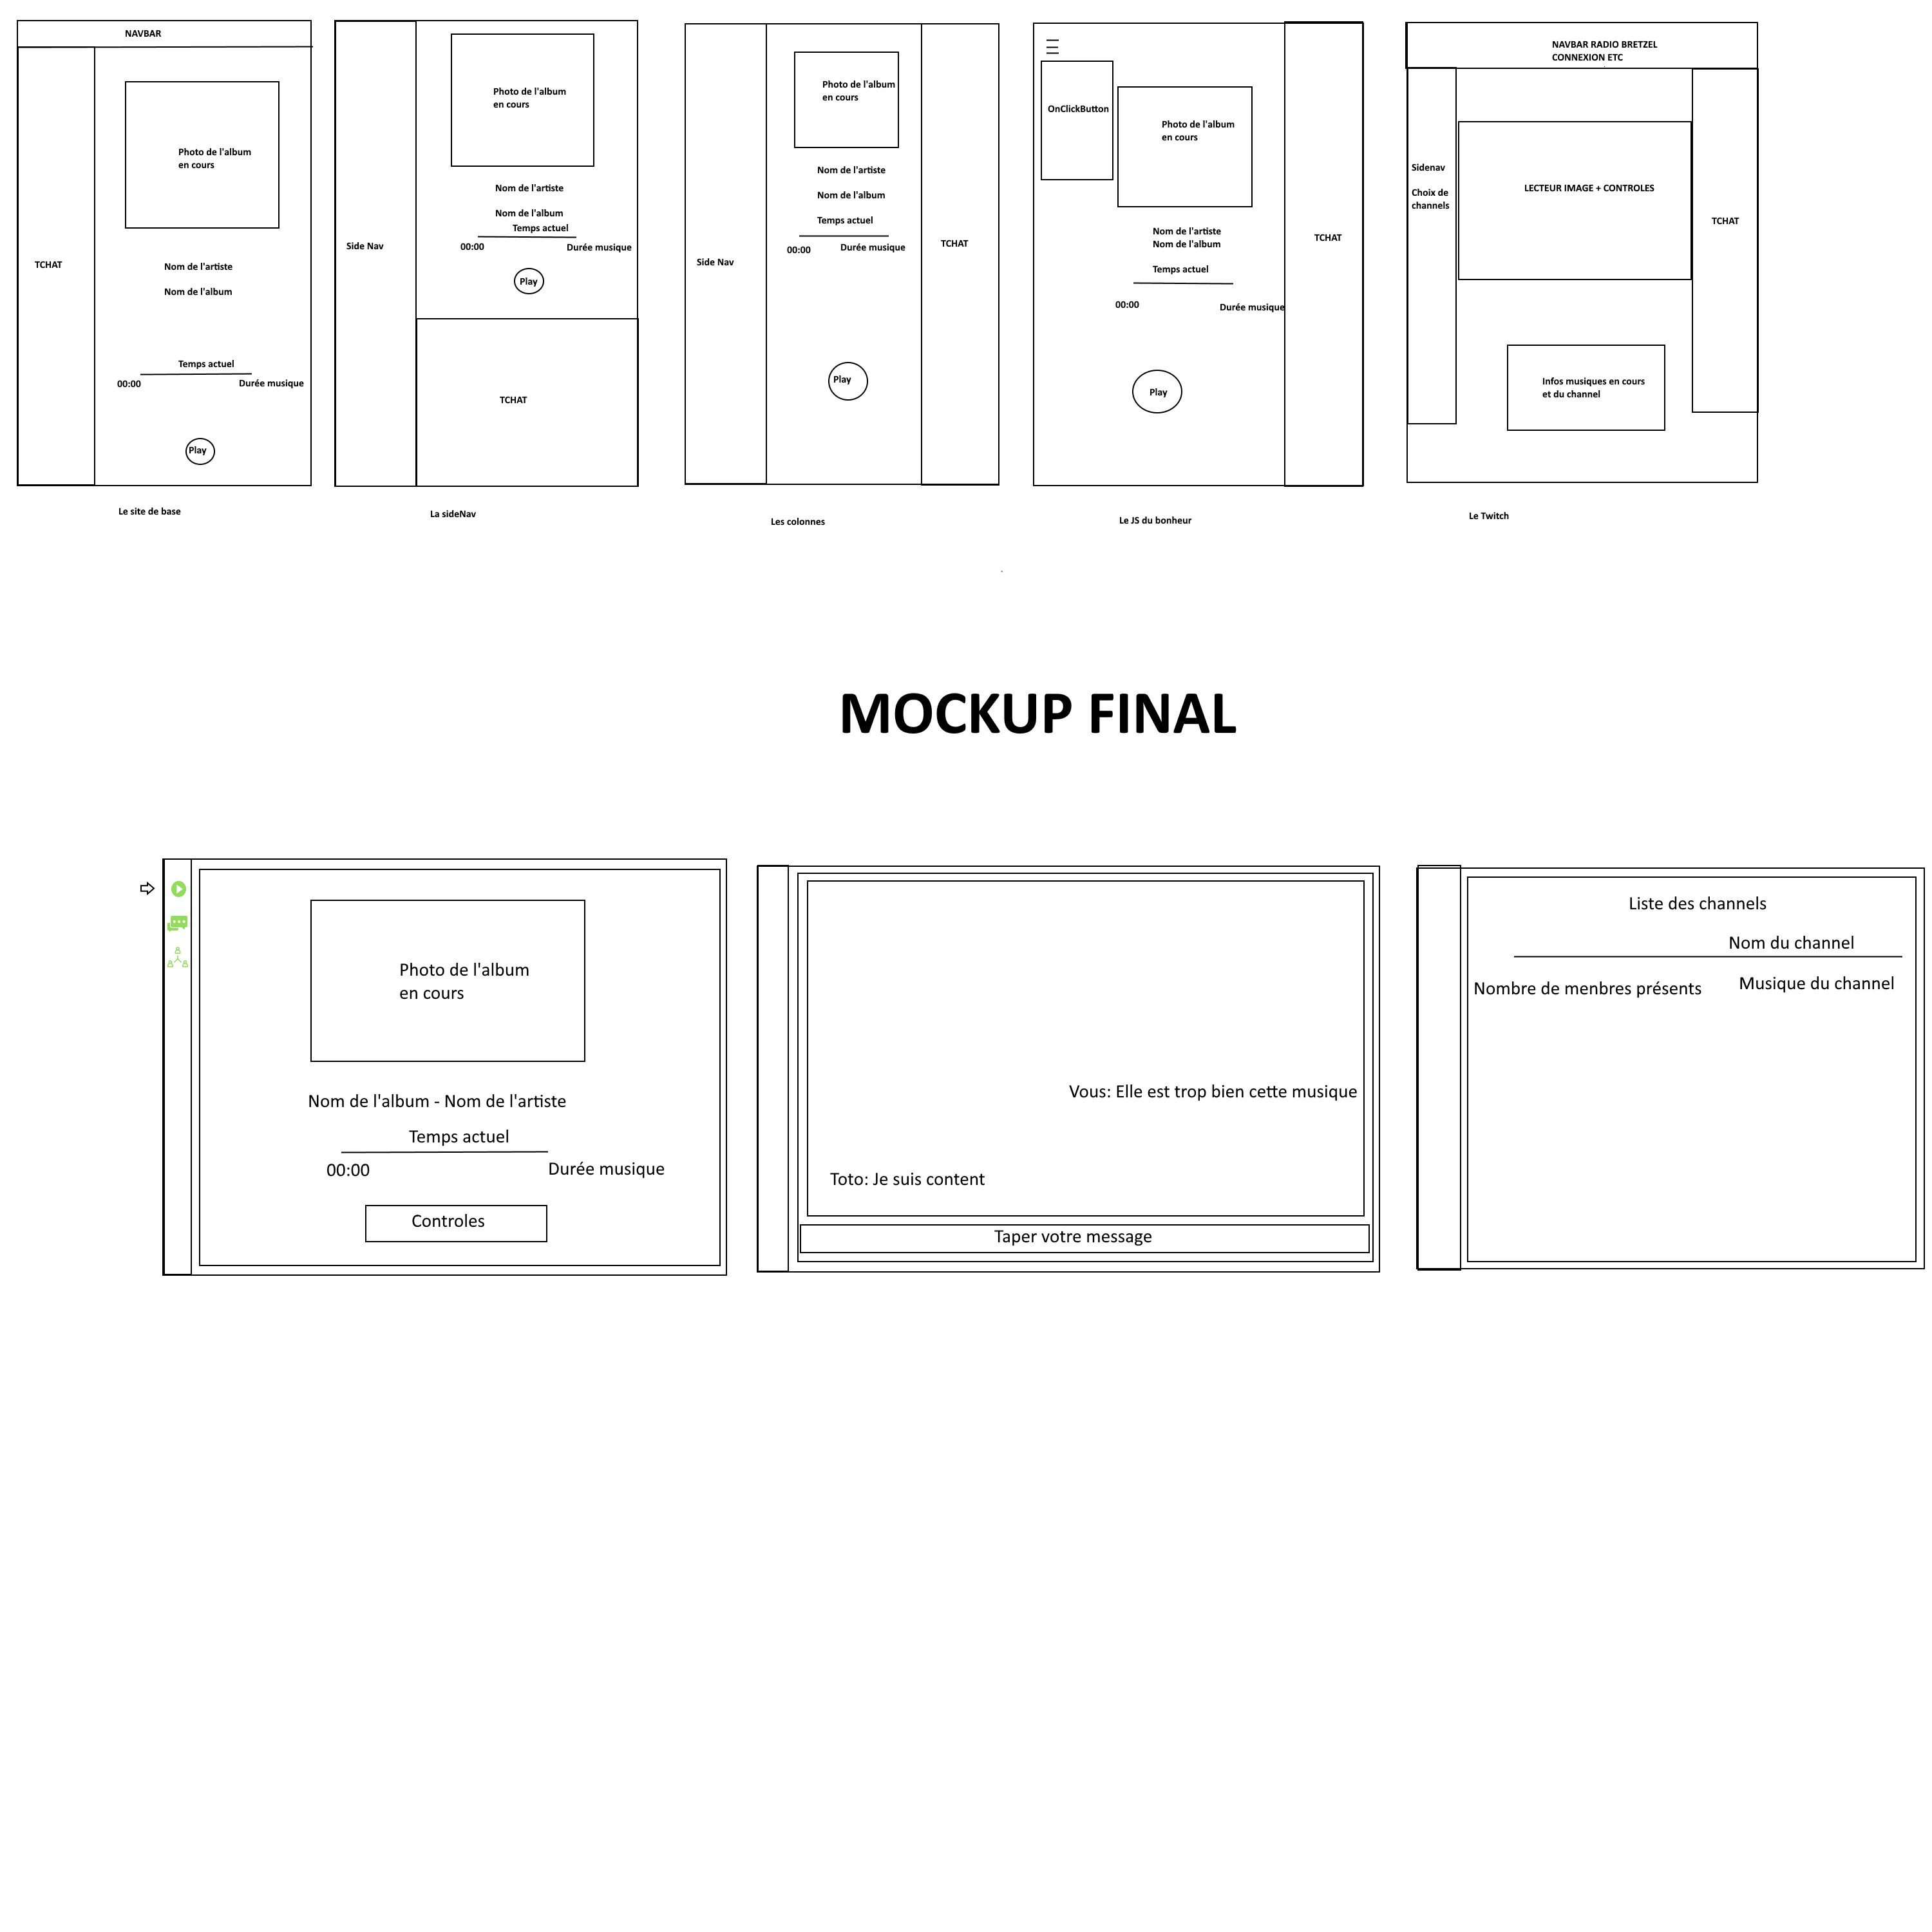 NAVBAR
TCHAT
Photo de l'album
en cours
Nom de l'artiste
Nom de l'album
Temps actuel
00:00
Durée musique
Play
Le site de base
Side Nav
Photo de l'album
en cours
Nom de l'artiste
Nom de l'album
Temps actuel
00:00
Durée musique
Play
TCHAT
La sideNav
Side Nav
Photo de l'album
en cours
Nom de l'artiste
Nom de l'album
Temps actuel
00:00
Durée musique
Play
TCHAT
Les colonnes
OnClickButton
Photo de l'album
en cours
Nom de l'artiste
Nom de l'album
Temps actuel
00:00
Durée musique
Play
TCHAT
Le JS du bonheur
NAVBAR RADIO BRETZEL
CONNEXION ETC
Sidenav
Choix de
channels
LECTEUR IMAGE + CONTROLES
TCHAT
Infos musiques en cours
et du channel
Le Twitch
MOCKUP FINAL
Photo de l'album
en cours
Nom de l'album - Nom de l'artiste
Temps actuel
00:00
Durée musique
Controles
Vous: Elle est trop bien cette musique
Toto: Je suis content
Taper votre message
Liste des channels
Nom du channel
Nombre de menbres présents
Musique du channel